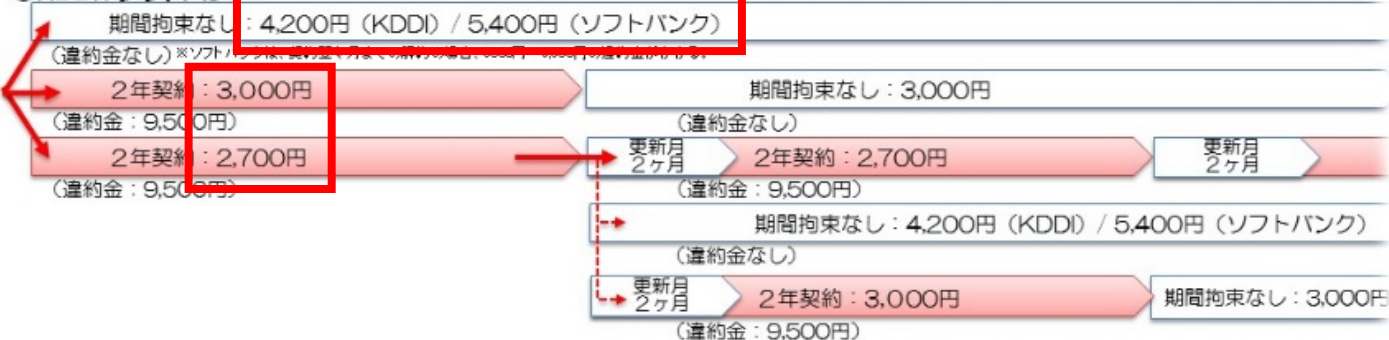 期間拘束なし：4,200円（KDDI）/ 5,400円（ソフトバンク）
（違約金なし）
2年契約：3,000円
期間拘束なし：3,000円
（違約金：9,500円）
（違約金なし）
2年契約：2,700円
更新月
2ヶ月
2年契約：2,700円
更新月
2ヶ月
（違約金：9,500円）
（違約金：9,500円）
期間拘束なし：4,200円（KDDI）/ 5,400円（ソフトバンク）
（違約金なし）
更新月
2ヶ月
2年契約：3,000円
期間拘束なし：3,000円
（違約金：9,500円）